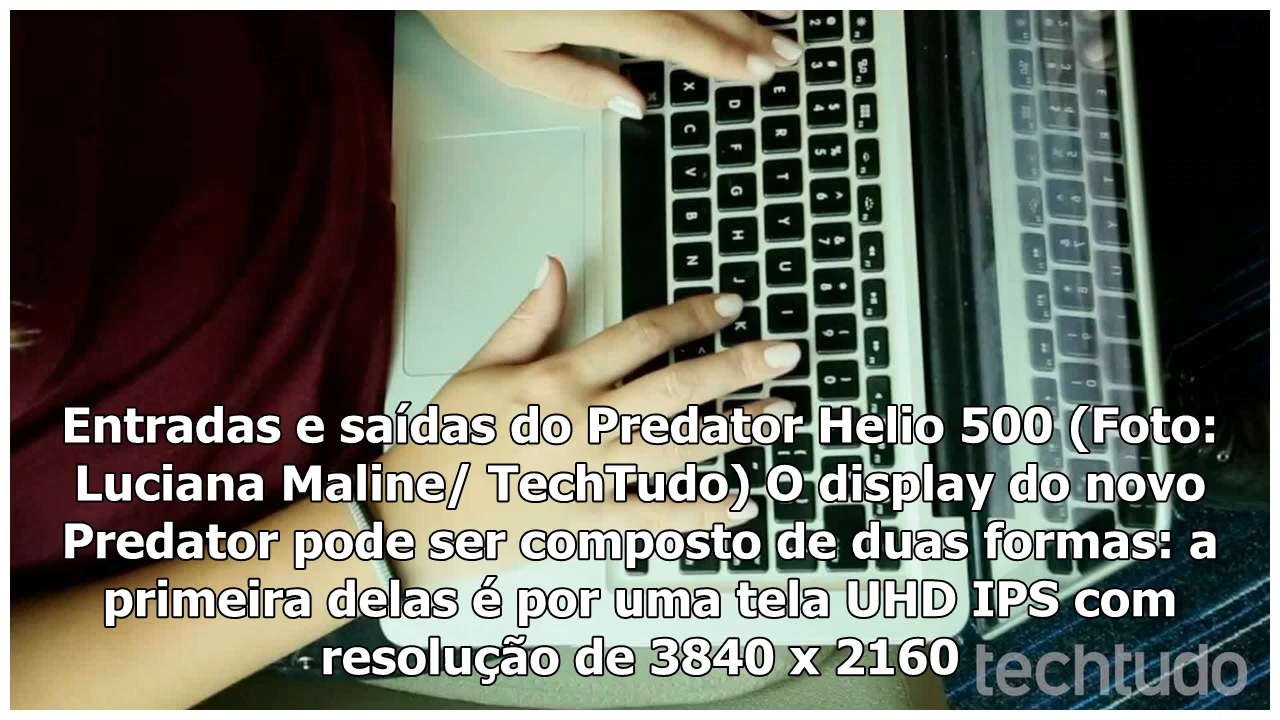 Entradas e saídas do Predator Helio 500 (Foto:
Luciana Maline/ TechTudo) O display do novo
Predator pode ser composto de duas formas: a
primeira delas é por uma tela UHD IPS com
resolução de 3840 x 2160
techtudo